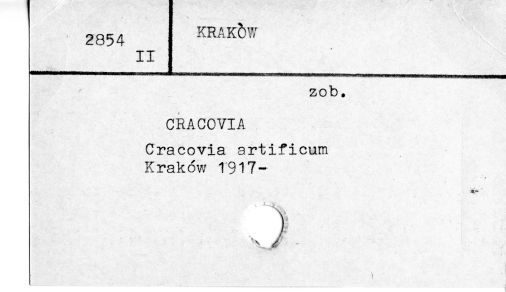 2854
II
KRAKÒW
zob.
CRACOVIA
Cracovia artificum
Kraków 1917-